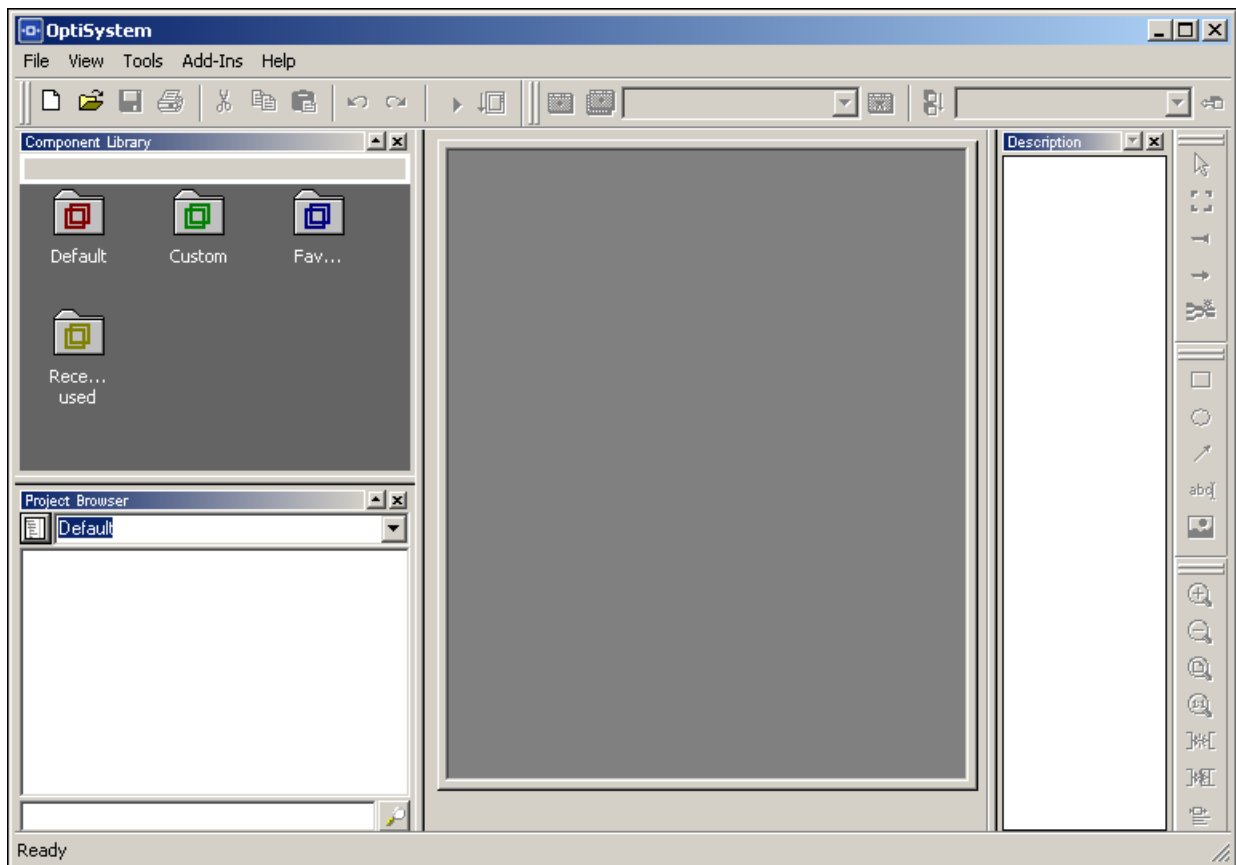 OptiSystem
File View Tools Add-Ins Help
Component Library
Default
Custom
Fav...
Rece...
used
Project Browser
Default
Description
abc
Ready